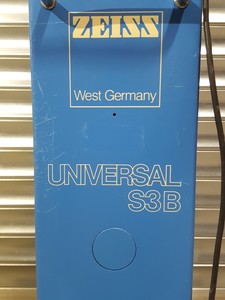 ZEISS
West Germany
UNIVERSAL
S3B